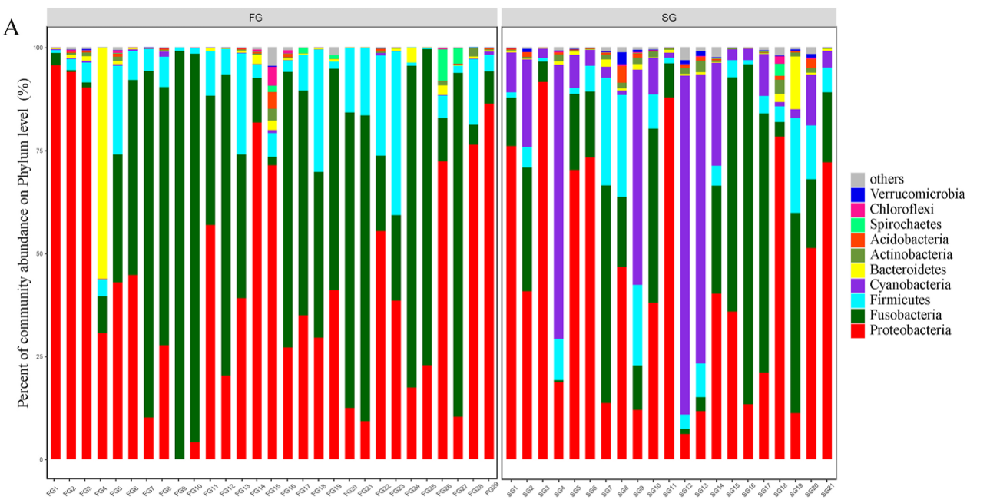 A
FG
SG
Percent of community abundance on Phylum level (%)
100
75
50
25
0
FG1 FG2 FG3 FG4 FG5 FG6 FG7 FG8 FG9 FG10 FG11 FG12 FG13 FG14 FG15 FG16 FG17 FG18 FG19 FG20 FG21 FG22 FG23 FG24 FG25 FG26 FG27 FG28 FG29
SG1 SG2 SG3 SG4 SG5 SG6 SG7 SG8 SG9 SG10 SG11 SG12 SG13 SG14 SG15 SG16 SG17 SG18 SG19 SG20 SG21
others
Verrucomicrobia
Chloroflexi
Spirochaetes
Acidobacteria
Actinobacteria
Bacteroidetes
Cyanobacteria
Firmicutes
Fusobacteria
Proteobacteria